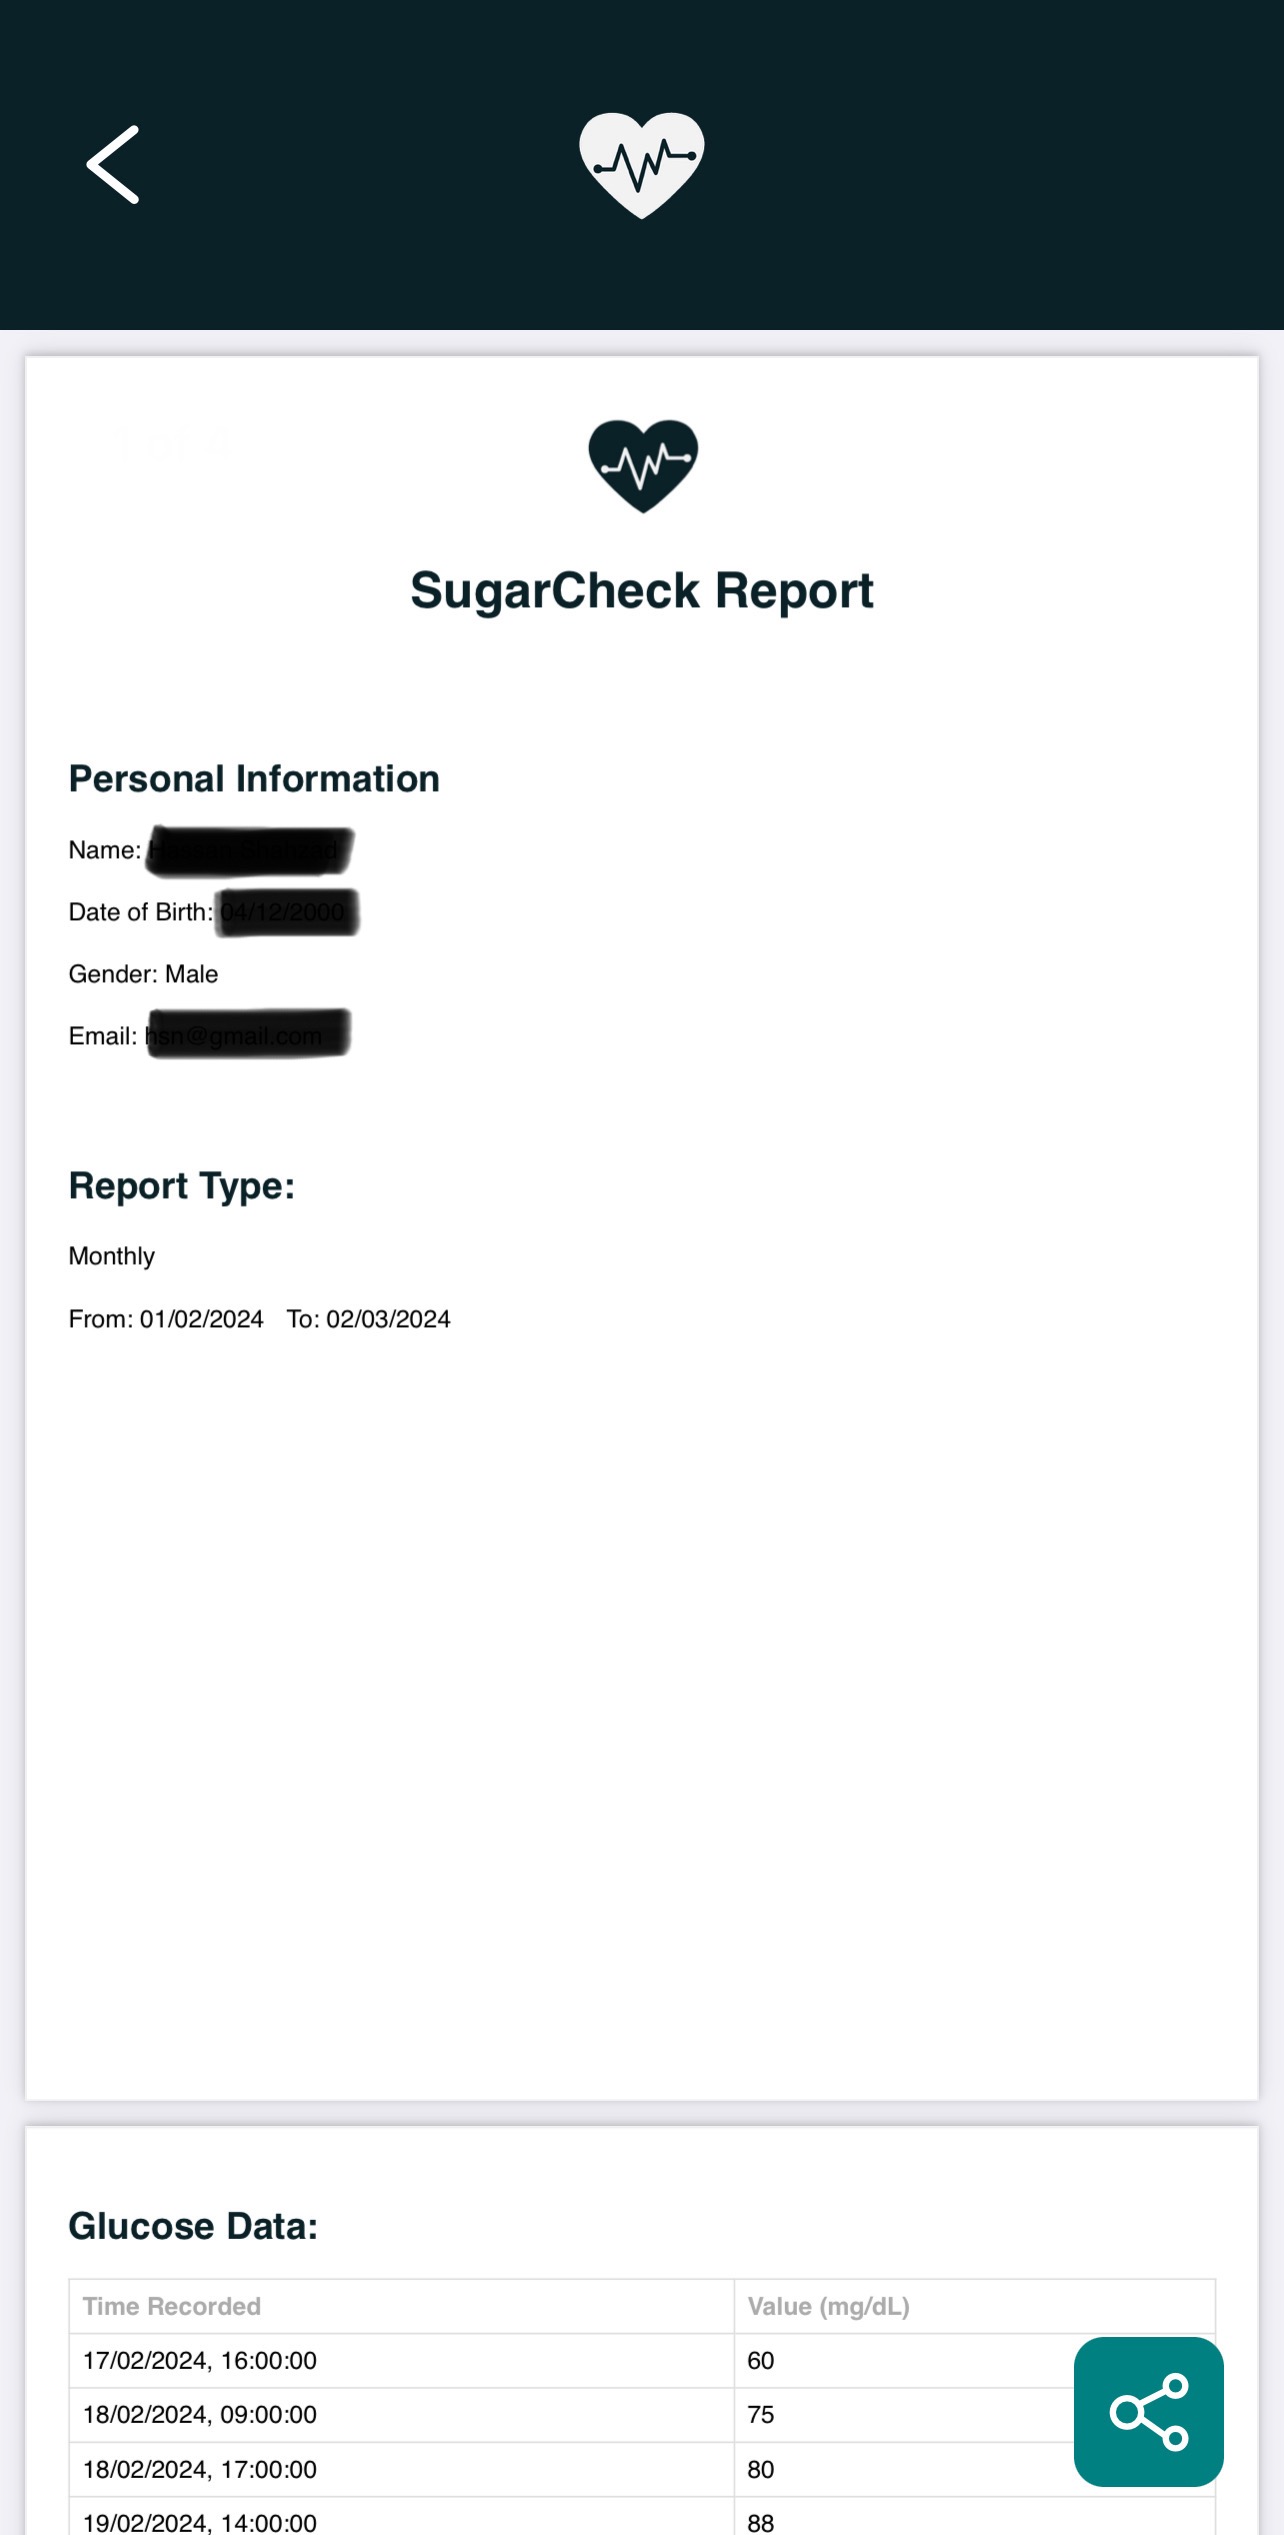 SugarCheck Report
Personal Information
Name:
Date of Birth:
Gender: Male
Email:
Report Type:
Monthly
From: 01/02/2024 To: 02/03/2024
Glucose Data:
Time Recorded Value (mg/dL)
17/02/2024, 16:00:00 60
18/02/2024, 09:00:00 75
18/02/2024, 17:00:00 80
19/02/2024, 14:00:00 88